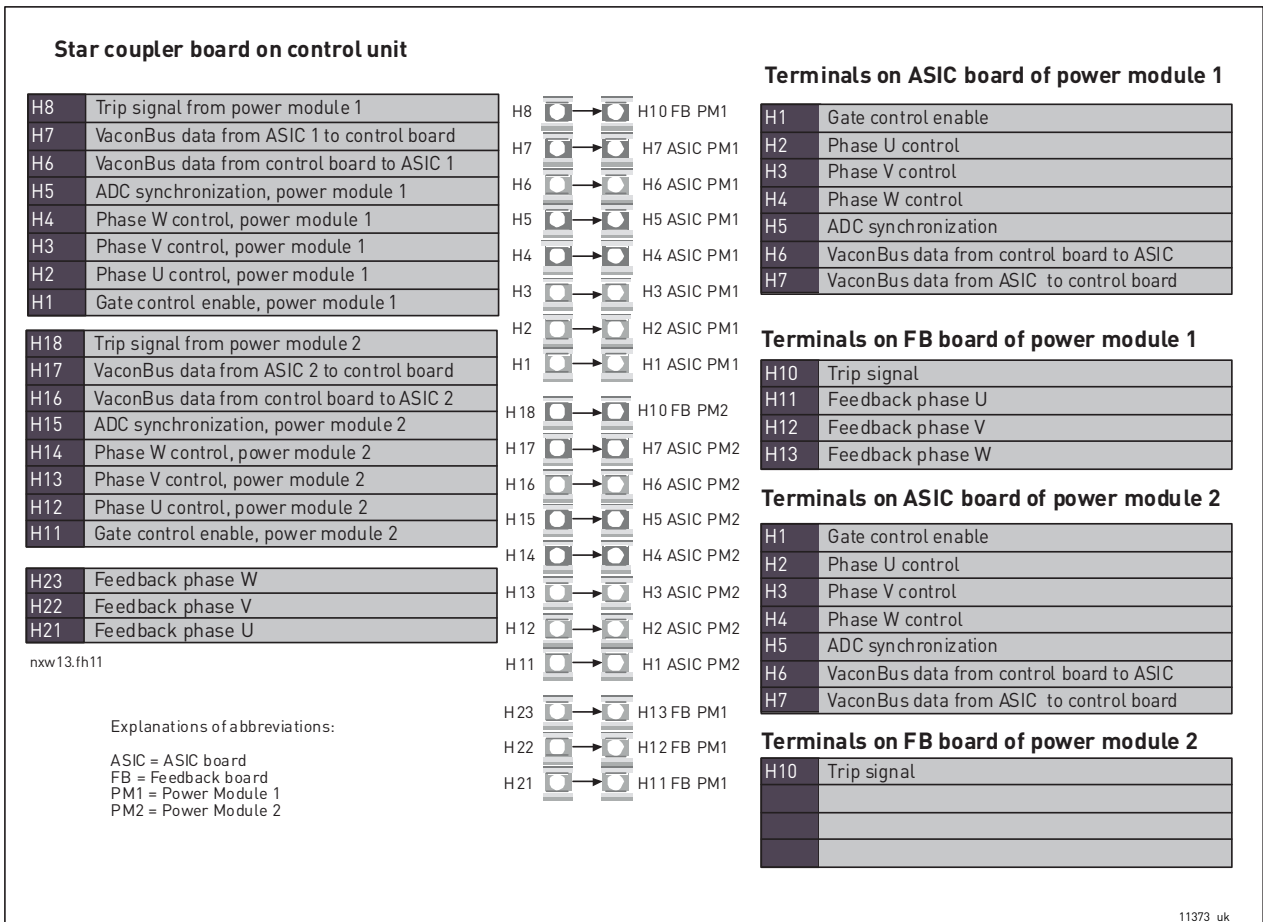 Star coupler board on control unit
H8 Trip signal from power module 1
H7 VaconBus data from ASIC 1 to control board
H6 VaconBus data from control board to ASIC 1
H5 ADC synchronization, power module 1
H4 Phase W control, power module 1
H3 Phase V control, power module 1
H2 Phase U control, power module 1
H1 Gate control enable, power module 1
H18 Trip signal from power module 2
H17 VaconBus data from ASIC 2 to control board
H16 VaconBus data from control board to ASIC 2
H15 ADC synchronization, power module 2
H14 Phase W control, power module 2
H13 Phase V control, power module 2
H12 Phase U control, power module 2
H11 Gate control enable, power module 2
H23 Feedback phase W
H22 Feedback phase V
H21 Feedback phase U
nxw13.fh11
Explanations of abbreviations:
ASIC = ASIC board
FB = Feedback board
PM1 = Power Module 1
PM2 = Power Module 2
H8 H10 FB PM1
H7 H7 ASIC PM1
H6 H6 ASIC PM1
H5 H5 ASIC PM1
H4 H4 ASIC PM1
H3 H3 ASIC PM1
H2 H2 ASIC PM1
H1 H1 ASIC PM1
H18 H10 FB PM2
H17 H7 ASIC PM2
H16 H6 ASIC PM2
H15 H5 ASIC PM2
H14 H4 ASIC PM2
H13 H3 ASIC PM2
H12 H2 ASIC PM2
H11 H1 ASIC PM2
H23 H13 FB PM1
H22 H12 FB PM1
H21 H11 FB PM1
Terminals on ASIC board of power module 1
H1 Gate control enable
H2 Phase U control
H3 Phase V control
H4 Phase W control
H5 ADC synchronization
H6 VaconBus data from control board to ASIC
H7 VaconBus data from ASIC to control board
Terminals on FB board of power module 1
H10 Trip signal
H11 Feedback phase U
H12 Feedback phase V
H13 Feedback phase W
Terminals on ASIC board of power module 2
H1 Gate control enable
H2 Phase U control
H3 Phase V control
H4 Phase W control
H5 ADC synchronization
H6 VaconBus data from control board to ASIC
H7 VaconBus data from ASIC to control board
Terminals on FB board of power module 2
H10 Trip signal
11373_uk